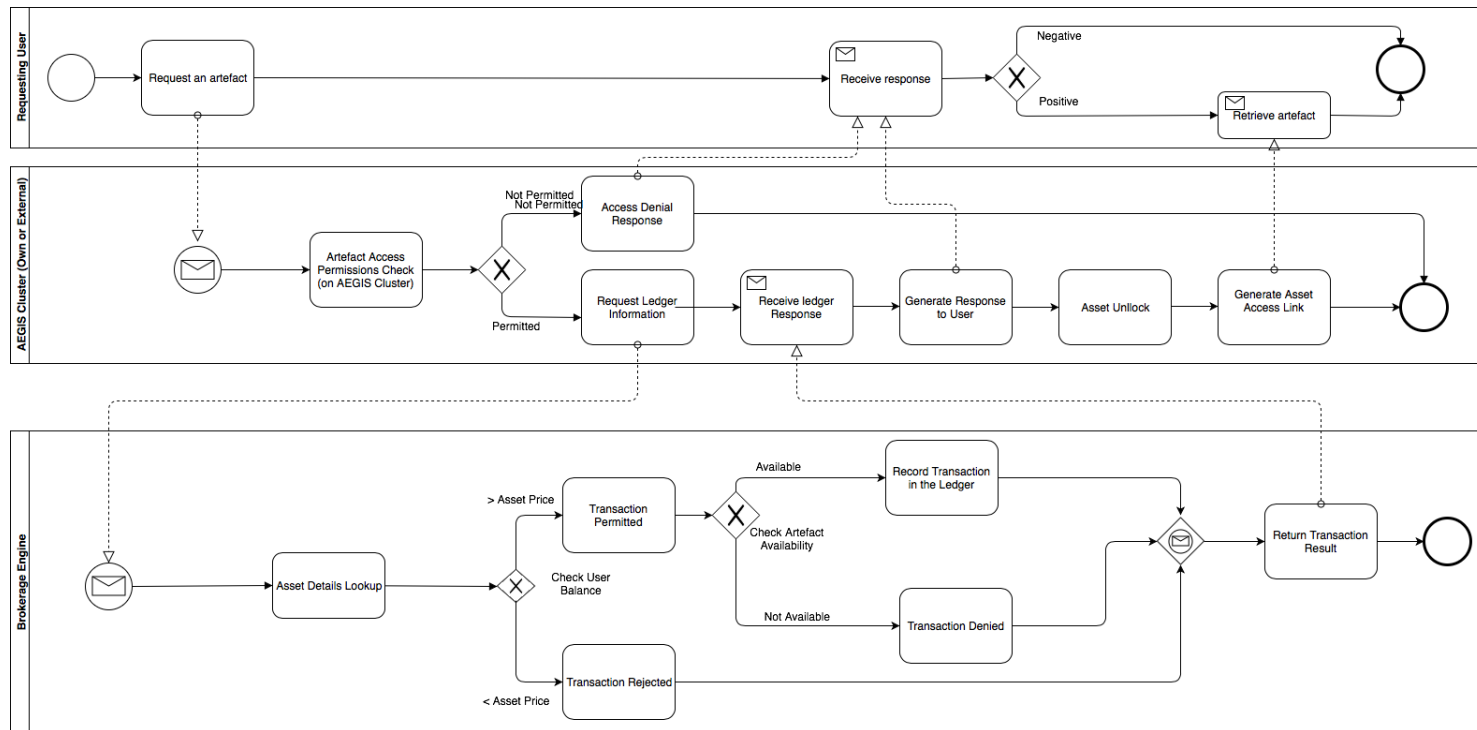 Requesting User
Request an artefact
Receive response
Negative
Positive
Retrieve artefact
AEGIS Cluster (Own or External)
Artefact Access
Permissions Check
(on AEGIS Cluster)
Not Permitted
Not Permitted
Permitted
Access Denial
Response
Request Ledger
Information
Receive ledger
Response
Generate Response
to User
Asset Unllock
Generate Asset
Access Link
Brokerage Engine
Asset Details Lookup
> Asset Price
Check User
Balance
< Asset Price
Transaction
Permitted
Transaction Rejected
Available
Check Artefact
Availability
Not Available
Record Transaction
in the Ledger
Transaction Denied
Return Transaction
Result